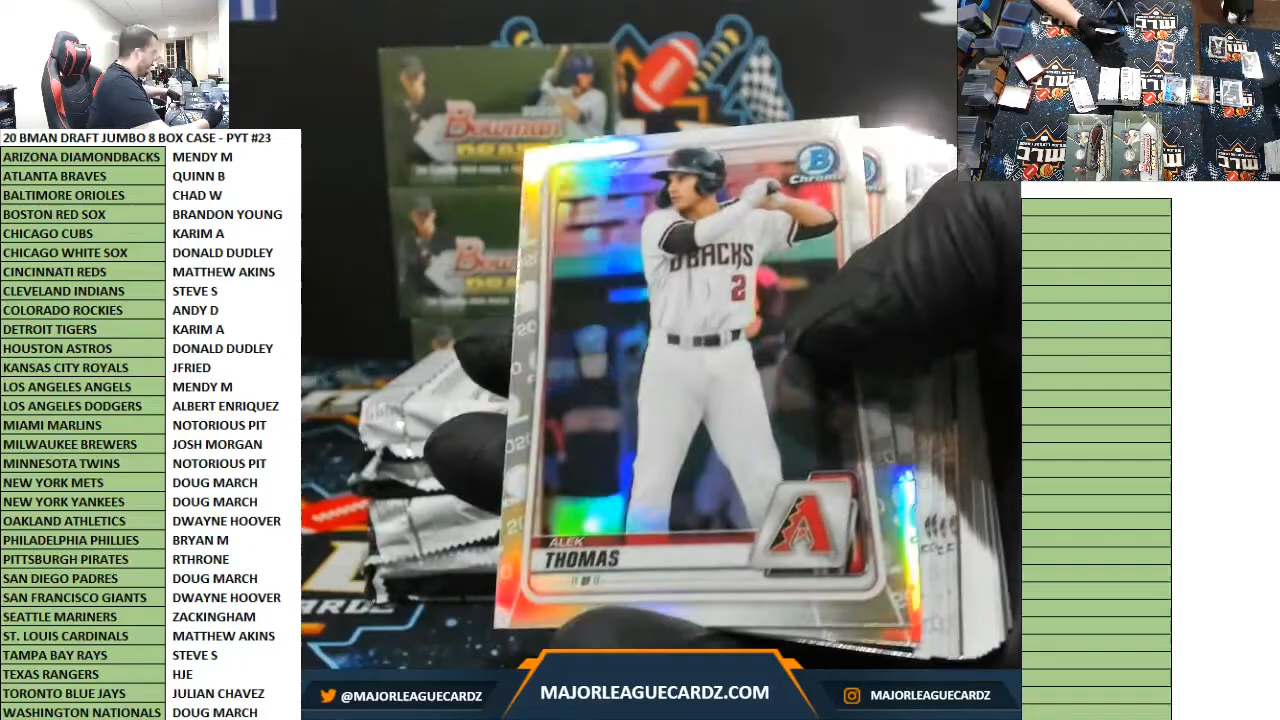 20 BMAN DRAFT JUMBO 8 BOX CASE - PYT #23
ARIZONA DIAMONDBACKS MENDY M
ATLANTA BRAVES QUINN B
BALTIMORE ORIOLES CHAD W
BOSTON RED SOX BRANDON YOUNG
CHICAGO CUBS KARIM A
CHICAGO WHITE SOX DONALD DUDLEY
CINCINNATI REDS MATTHEW AKINS
CLEVELAND INDIANS STEVE S
COLORADO ROCKIES ANDY D
DETROIT TIGERS KARIM A
HOUSTON ASTROS DONALD DUDLEY
KANSAS CITY ROYALS JFRIED
LOS ANGELES ANGELS MENDY M
LOS ANGELES DODGERS ALBERT ENRIQUEZ
MIAMI MARLINS NOTORIOUS PIT
MILWAUKEE BREWERS JOSH MORGAN
MINNESOTA TWINS NOTORIOUS PIT
NEW YORK METS DOUG MARCH
NEW YORK YANKEES DOUG MARCH
OAKLAND ATHLETICS DWAYNE HOOVER
PHILADELPHIA PHILLIES BRYAN M
PITTSBURGH PIRATES RTHRONE
SAN DIEGO PADRES DOUG MARCH
SAN FRANCISCO GIANTS DWAYNE HOOVER
SEATTLE MARINERS ZACKINGHAM
ST. LOUIS CARDINALS MATTHEW AKINS
TAMPA BAY RAYS STEVE S
TEXAS RANGERS HJE
TORONTO BLUE JAYS JULIAN CHAVEZ
WASHINGTON NATIONALS DOUG MARCH
Bowman
DRAFT
B
Chrome
D'BACKS
2
ALEK
THOMAS
OF
A
@MAJORLEAGUECARDZ
MAJORLEAGUECARDZ.COM
MAJORLEAGUECARDZ